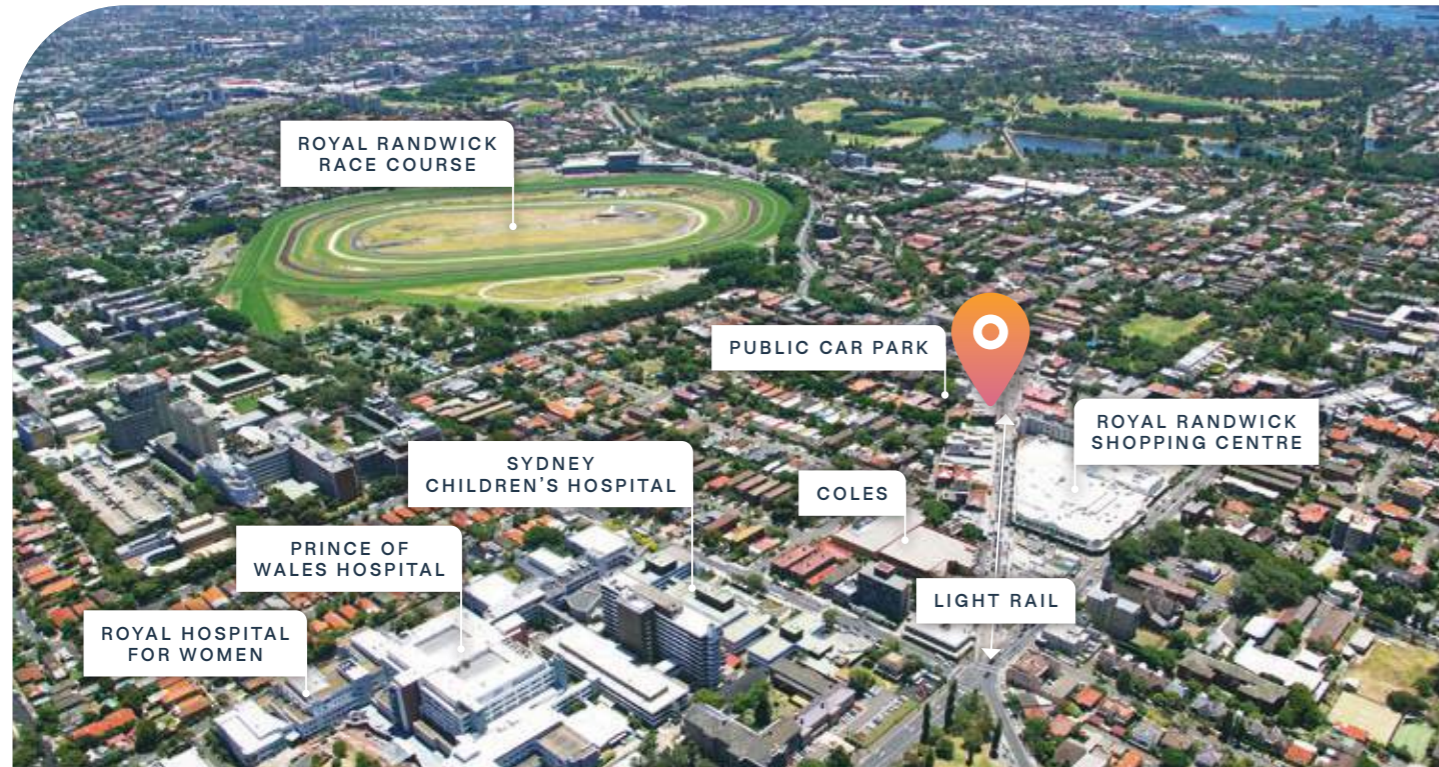 ROYAL RANDWICK
RACE COURSE
PUBLIC CAR PARK
ROYAL RANDWICK
SHOPPING CENTRE
SYDNEY
CHILDREN'S HOSPITAL
COLES
PRINCE OF
WALES HOSPITAL
LIGHT RAIL
ROYAL HOSPITAL
FOR WOMEN